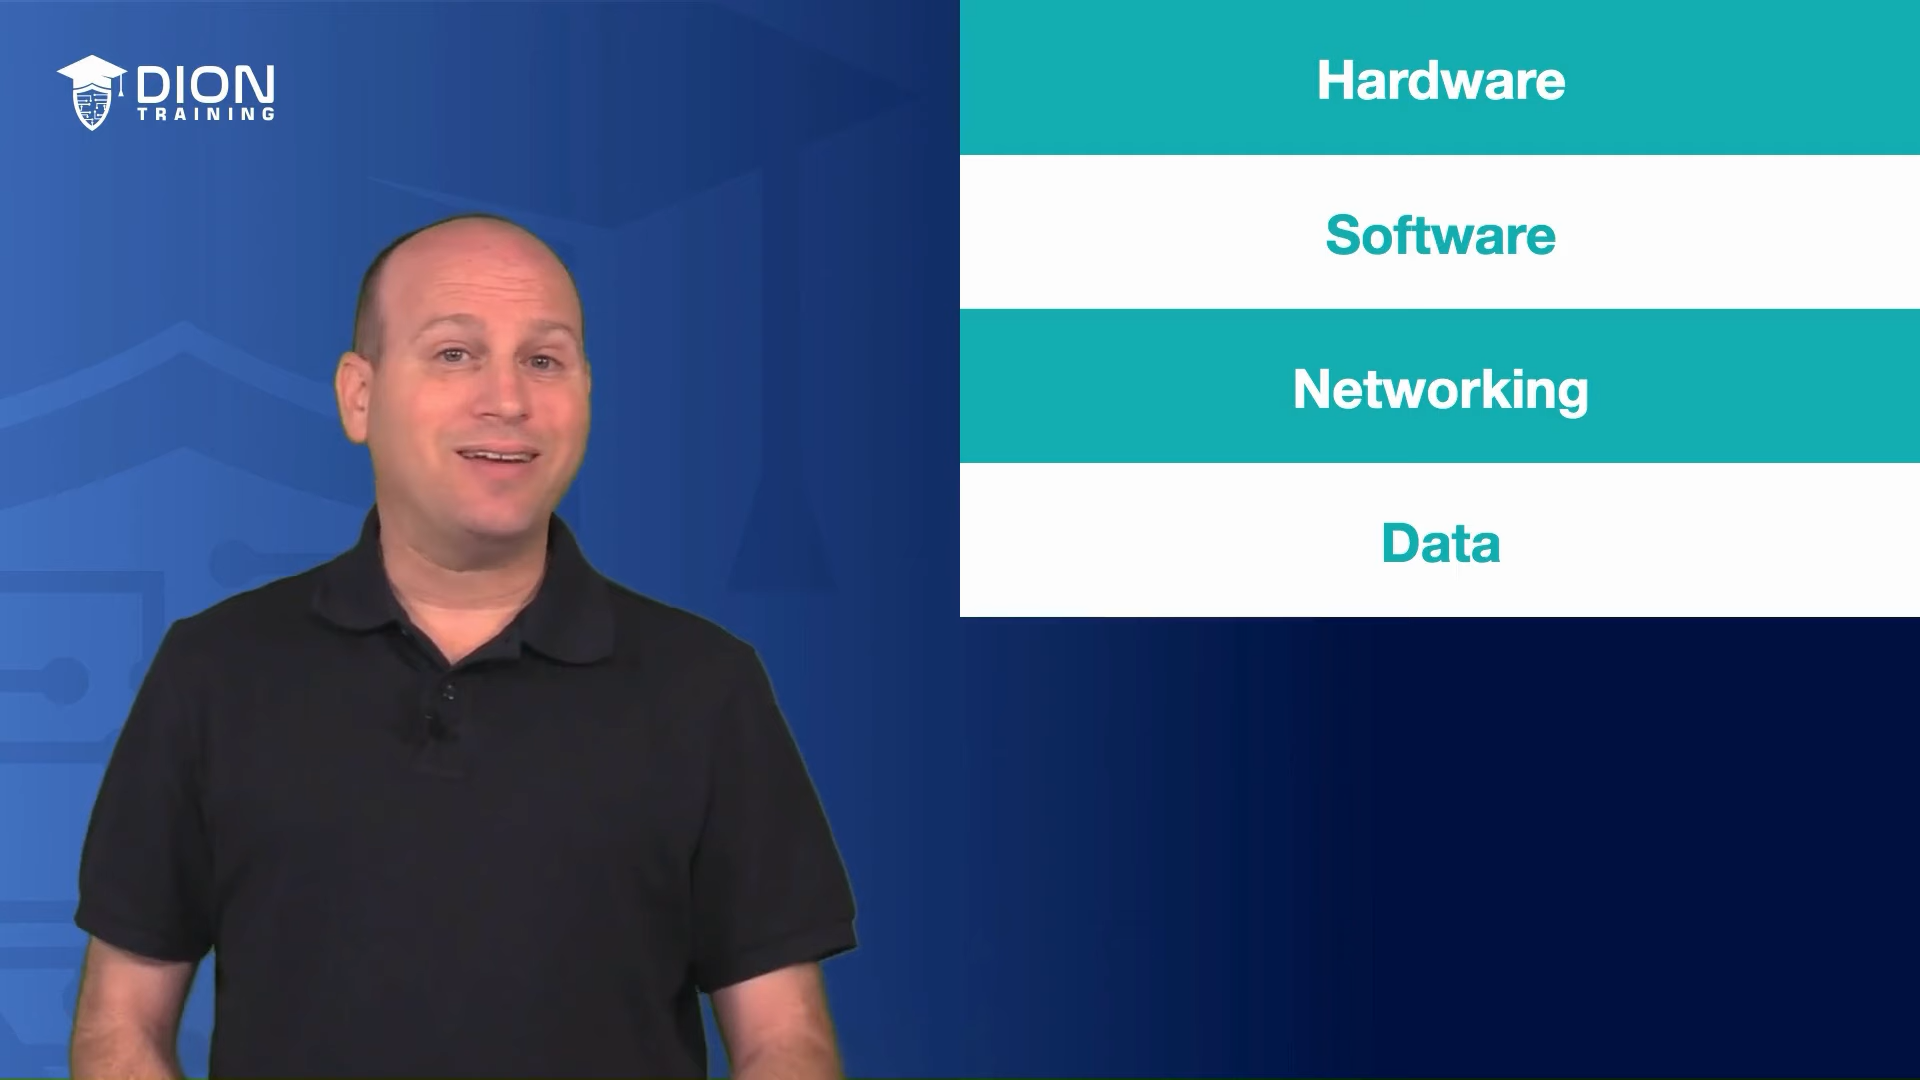 DION
TRAINING
Hardware
Software
Networking
Data